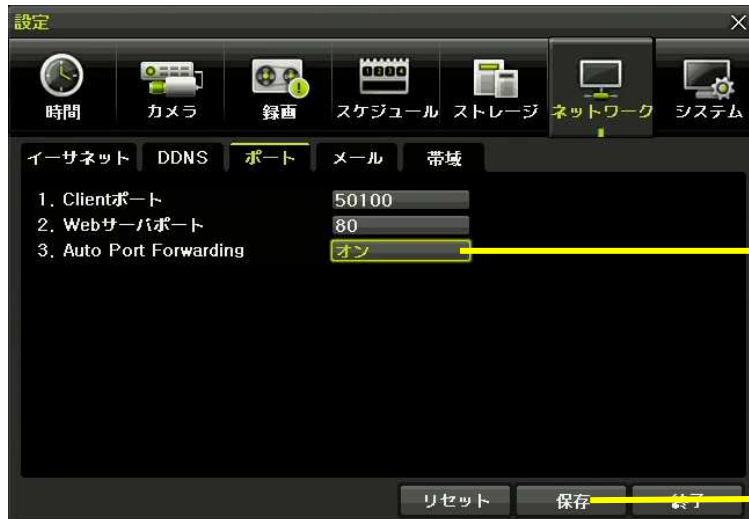 設定
時間 カメラ 録画 スケジュール ストレージ ネットワーク システム
イーサネット DDNS ポート メール 帯域
1. Clientポート 50100
2. Webサーバポート 80
3. Auto Port Forwarding オン
リセット 保存 終了